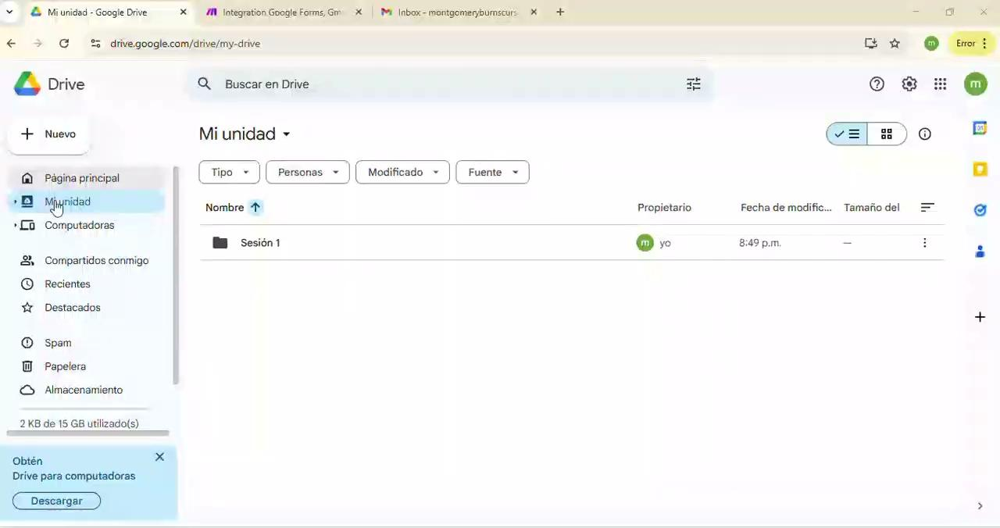 Mi unidad - Google Drive
Integration Google Forms, Gm
Inbox - montgomeryburnscurs
drive.google.com/drive/my-drive
m
Error
Drive
Buscar en Drive
m
Nuevo
Mi unidad
Tipo
Personas
Modificado
Fuente
Página principal
Mi unidad
Computadoras
Compartidos conmigo
Recientes
Destacados
Spam
Papelera
Almacenamiento
2 KB de 15 GB utilizado(s)
Nombre
Propietario
Fecha de modific...
Tamaño del
Sesión 1
m
yo
8:49 p.m.
—
Obtén
Drive para computadoras
Descargar